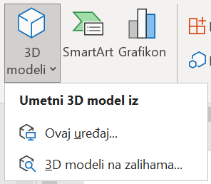 3D modeli
SmartArt
Grafikon
Umetni 3D model iz
Ovaj uređaj...
3D modeli na zalihama...